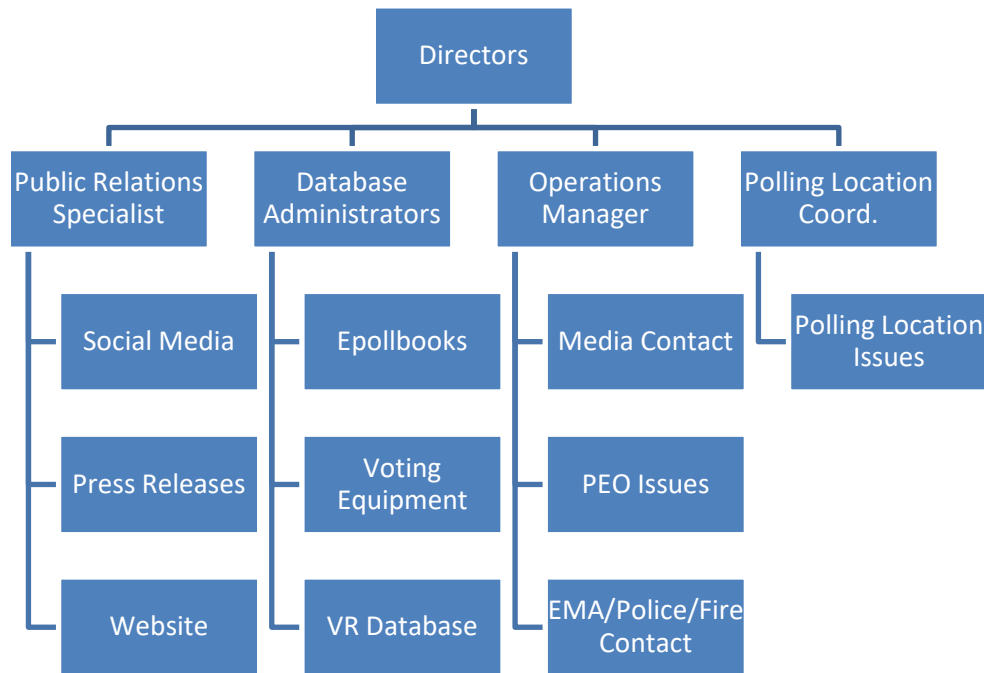 Directors
Public Relations
Specialist
Database
Administrators
Operations
Manager
Polling Location
Coord.
Social Media
Epollbooks
Media Contact
Polling Location
Issues
Press Releases
Voting
Equipment
PEO Issues
Website
VR Database
EMA/Police/Fire
Contact